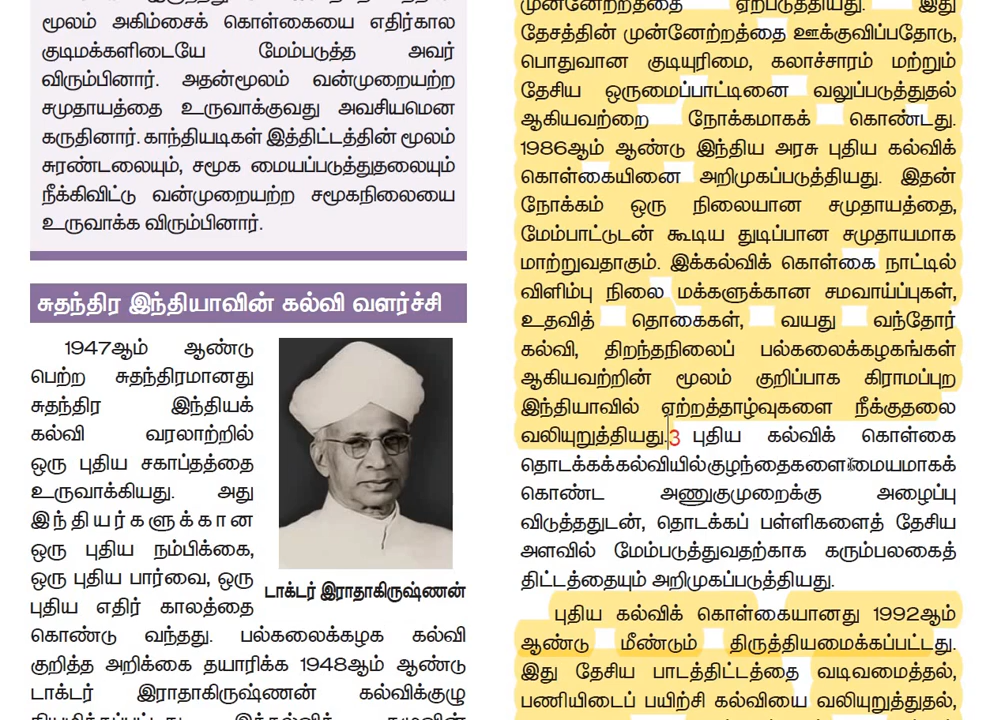 மூலம் அகிம்சைக் கொள்கையை எதிர்கால
குடிமக்களிடையே மேம்படுத்த அவர்
விரும்பினார். அதன்மூலம் வன்முறையற்ற
சமுதாயத்தை உருவாக்குவது அவசியமென
கருதினார். காந்தியடிகள் இத்திட்டத்தின் மூலம்
சுரண்டலையும், சமூக மையப்படுத்துதலையும்
நீக்கிவிட்டு வன்முறையற்ற சமூகநிலையை
உருவாக்க விரும்பினார்.
சுதந்திர இந்தியாவின் கல்வி வளர்ச்சி
1947ஆம் ஆண்டு
பெற்ற சுதந்திரமானது
சுதந்திர இந்தியக்
கல்வி வரலாற்றில்
ஒரு புதிய சகாப்தத்தை
உருவாக்கியது. அது
இந்தியர்களுக்கான
ஒரு புதிய நம்பிக்கை,
ஒரு புதிய பார்வை, ஒரு
புதிய எதிர் காலத்தை
கொண்டு வந்தது. பல்கலைக்கழக கல்வி
குறித்த அறிக்கை தயாரிக்க 1948ஆம் ஆண்டு
டாக்டர் இராதாகிருஷ்ணன் கல்விக்குழு
டாக்டர் இராதாகிருஷ்ணன்
முன்னேற்றத்தை ஏற்படுத்தியது. இது
தேசத்தின் முன்னேற்றத்தை ஊக்குவிப்பதோடு,
பொதுவான குடியுரிமை, கலாச்சாரம் மற்றும்
தேசிய ஒருமைப்பாட்டினை வலுப்படுத்துதல்
ஆகியவற்றை நோக்கமாகக் கொண்டது.
1986ஆம் ஆண்டு இந்திய அரசு புதிய கல்விக்
கொள்கையினை அறிமுகப்படுத்தியது. இதன்
நோக்கம் ஒரு நிலையான சமுதாயத்தை,
மேம்பாட்டுடன் கூடிய துடிப்பான சமுதாயமாக
மாற்றுவதாகும். இக்கல்விக் கொள்கை நாட்டில்
விளிம்பு நிலை மக்களுக்கான சமவாய்ப்புகள்,
உதவித் தொகைகள், வயது வந்தோர்
கல்வி, திறந்தநிலைப் பல்கலைக்கழகங்கள்
ஆகியவற்றின் மூலம் குறிப்பாக கிராமப்புற
இந்தியாவில் ஏற்றத்தாழ்வுகளை நீக்குதலை
வலியுறுத்தியது.3 புதிய கல்விக் கொள்கை
தொடக்கக்கல்வியில்குழந்தைகளைமையமாகக்
கொண்ட அணுகுமுறைக்கு அழைப்பு
விடுத்ததுடன், தொடக்கப் பள்ளிகளைத் தேசிய
அளவில் மேம்படுத்துவதற்காக கரும்பலகைத்
திட்டத்தையும் அறிமுகப்படுத்தியது.
புதிய கல்விக் கொள்கையானது 1992ஆம்
ஆண்டு மீண்டும் திருத்தியமைக்கப்பட்டது.
இது தேசிய பாடத்திட்டத்தை வடிவமைத்தல்,
பணியிடைப் பயிற்சி கல்வியை வலியுறுத்துதல்,